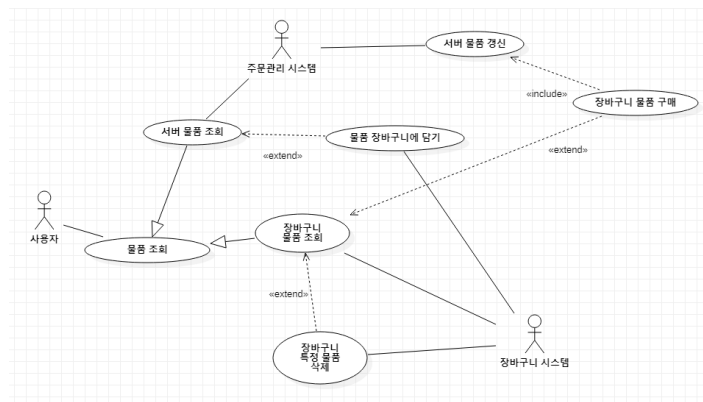 서버 물품 갱신
주문관리 시스템
«include»
장바구니 물품 구매
서버 물품 조회
물품 장바구니에 담기
«extend»
«extend»
사용자
물품 조회
장바구니
물품 조회
«extend»
장바구니
특정 물품
삭제
장바구니 시스템